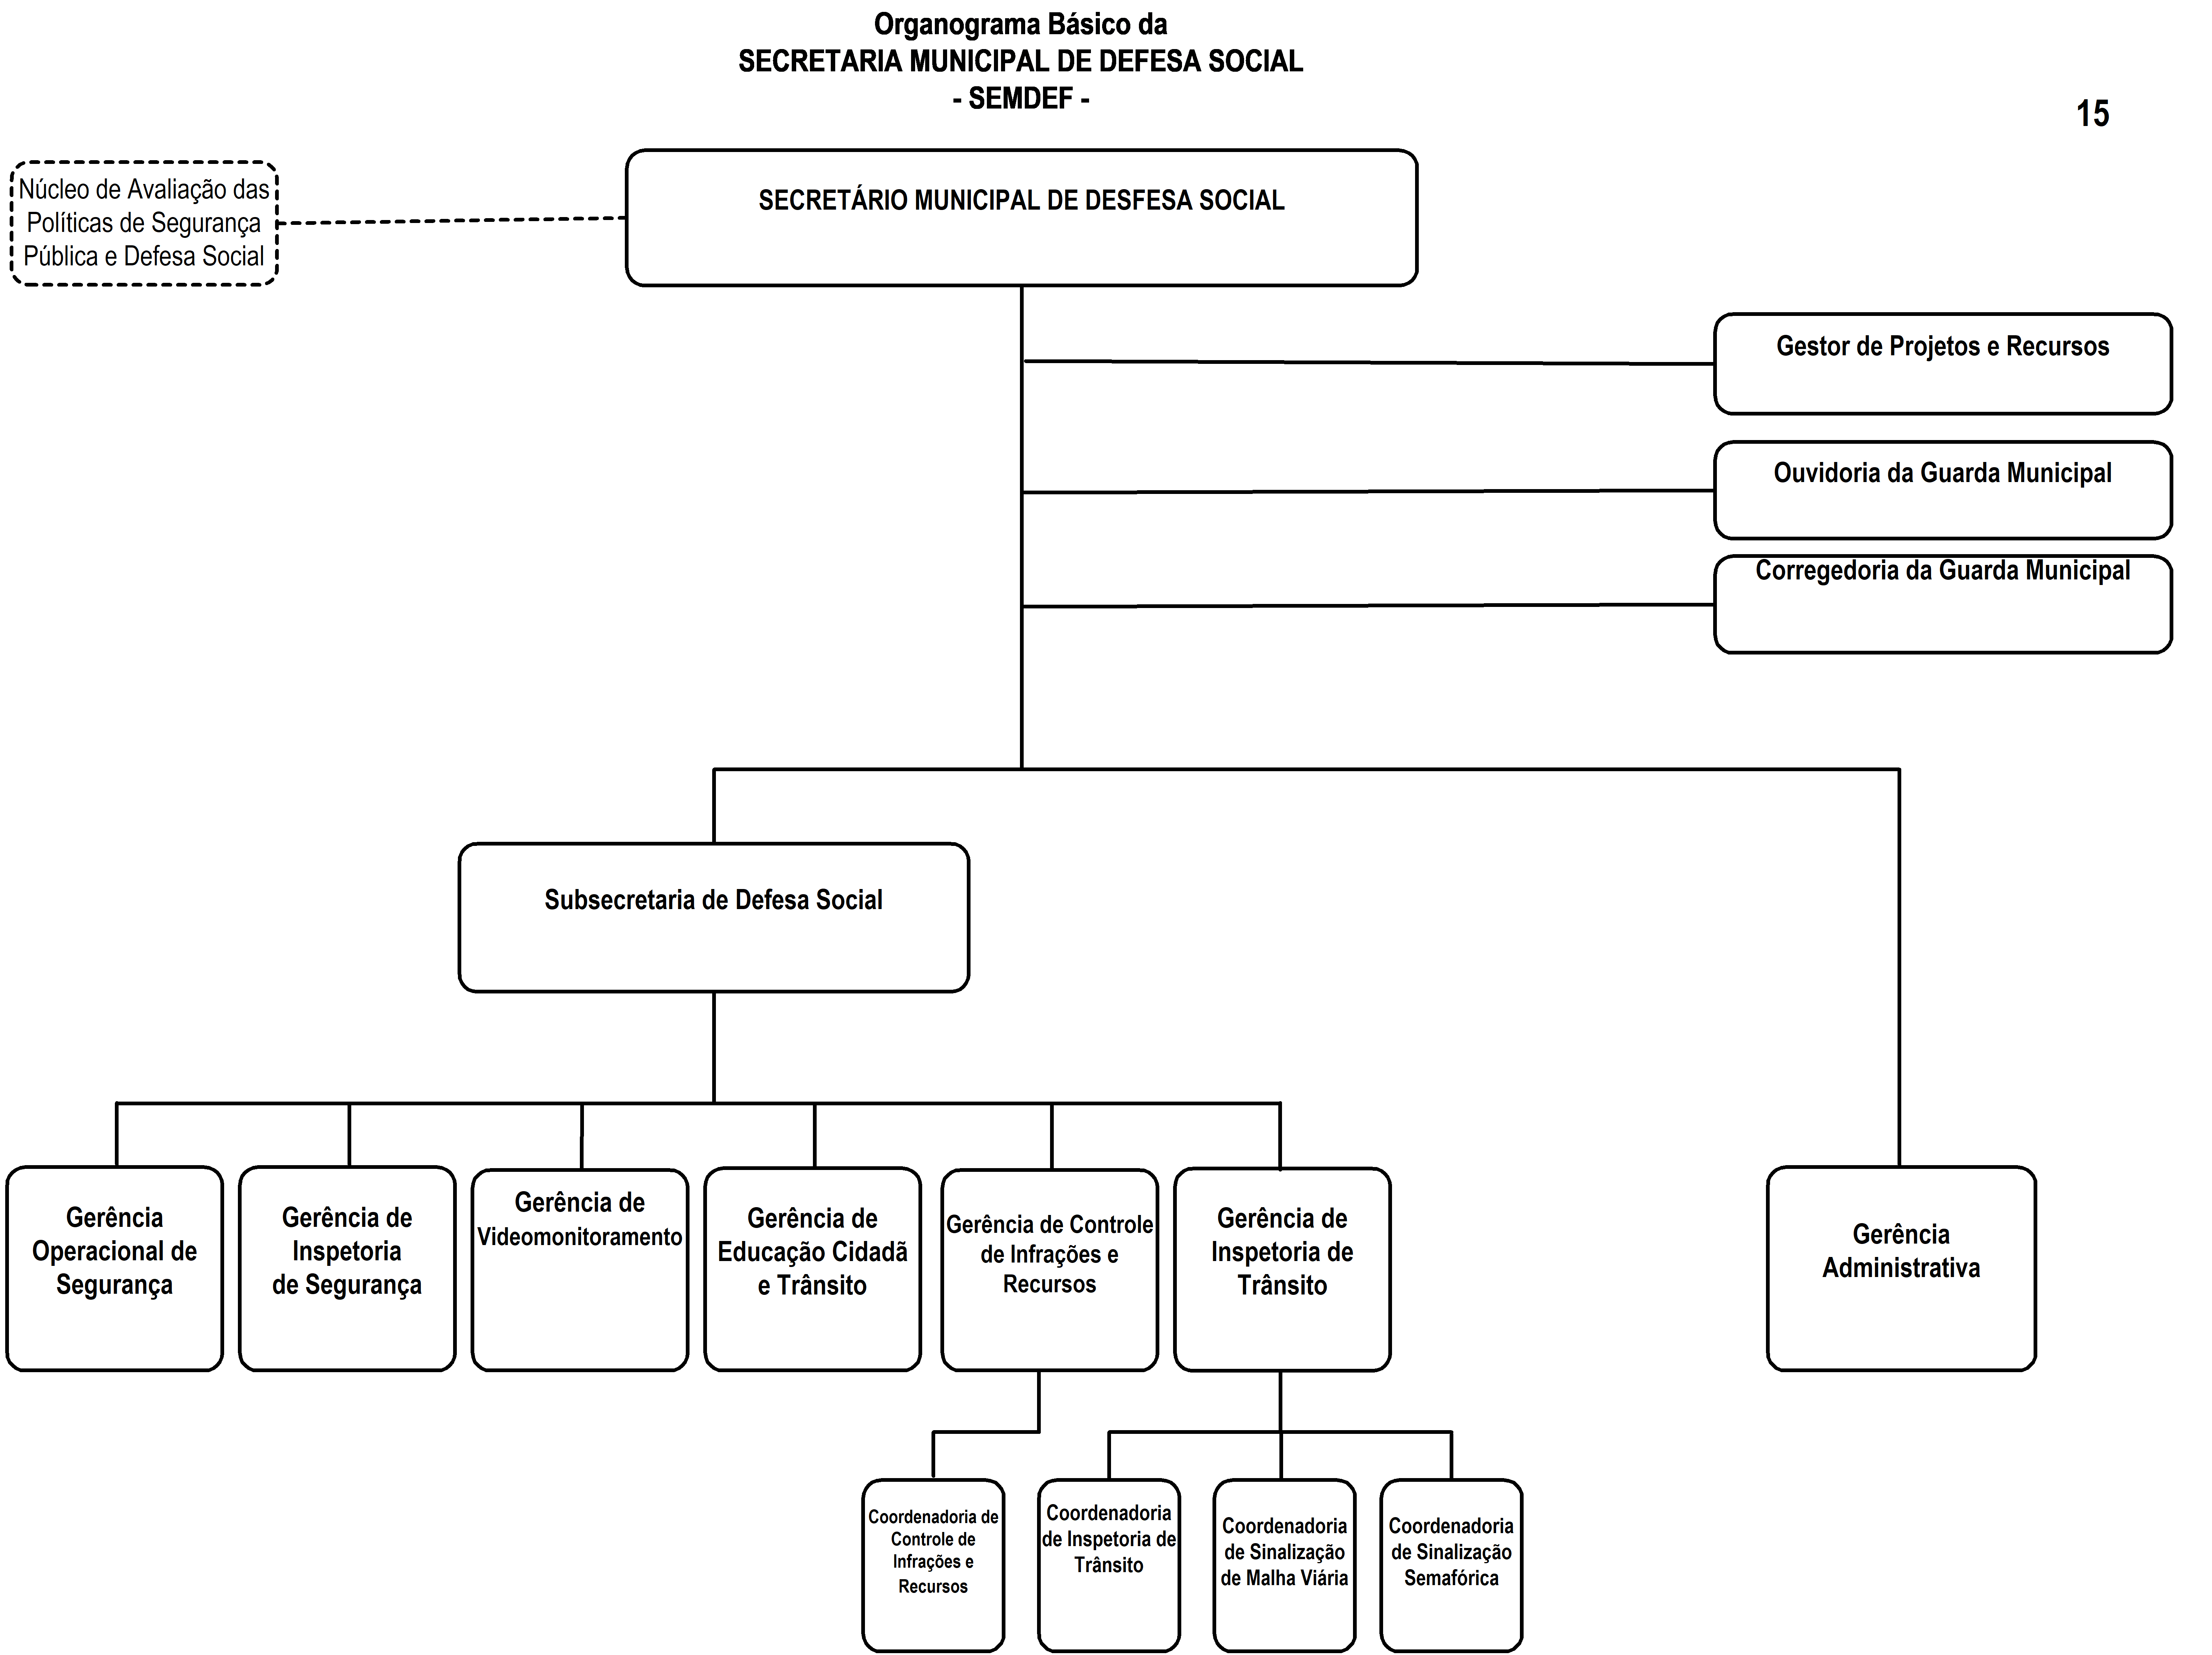 Organograma Básico da
SECRETARIA MUNICIPAL DE DEFESA SOCIAL
- SEMDEF -
15
Núcleo de Avaliação das
Políticas de Segurança
Pública e Defesa Social
SECRETÁRIO MUNICIPAL DE DESFESA SOCIAL
Gestor de Projetos e Recursos
Ouvidoria da Guarda Municipal
Corregedoria da Guarda Municipal
Subsecretaria de Defesa Social
Gerência
Operacional de
Segurança
Gerência de
Inspetoria
de Segurança
Gerência de
Videomonitoramento
Gerência de
Educação Cidadã
e Trânsito
Gerência de Controle
de Infrações e
Recursos
Gerência de
Inspetoria de
Trânsito
Gerência
Administrativa
Coordenadoria de
Controle de
Infrações e
Recursos
Coordenadoria
de Inspetoria de
Trânsito
Coordenadoria
de Sinalização
de Malha Viária
Coordenadoria
de Sinalização
Semafórica